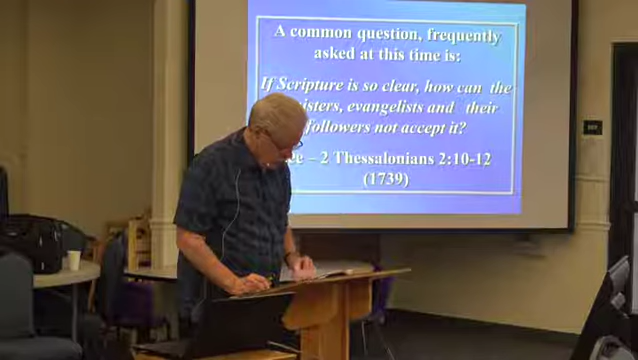 A common question, frequently
asked at this time is:
If Scripture is so clear, how can the
evangelists and their
followers not accept it?
– 2 Thessalonians 2:10-12
(1739)